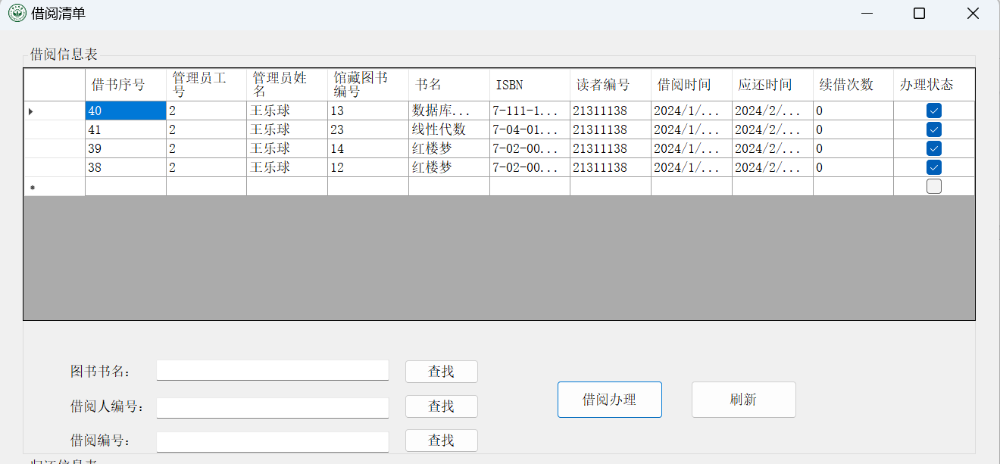 借阅清单
借阅信息表
借书序号 管理员工号 管理员姓名 馆藏图书编号 书名 ISBN 读者编号 借阅时间 应还时间 续借次数 办理状态
40 2 王乐球 13 数据库... 7-111-1... 21311138 2024/1/... 2024/2/... 0
41 2 王乐球 23 线性代数 7-04-01... 21311138 2024/1/... 2024/2/... 0
39 2 王乐球 14 红楼梦 7-02-00... 21311138 2024/1/... 2024/2/... 0
38 2 王乐球 12 红楼梦 7-02-00... 21311138 2024/1/... 2024/2/... 0
图书书名： 查找
借阅人编号： 查找
借阅办理 刷新
借阅编号： 查找
归还信息表